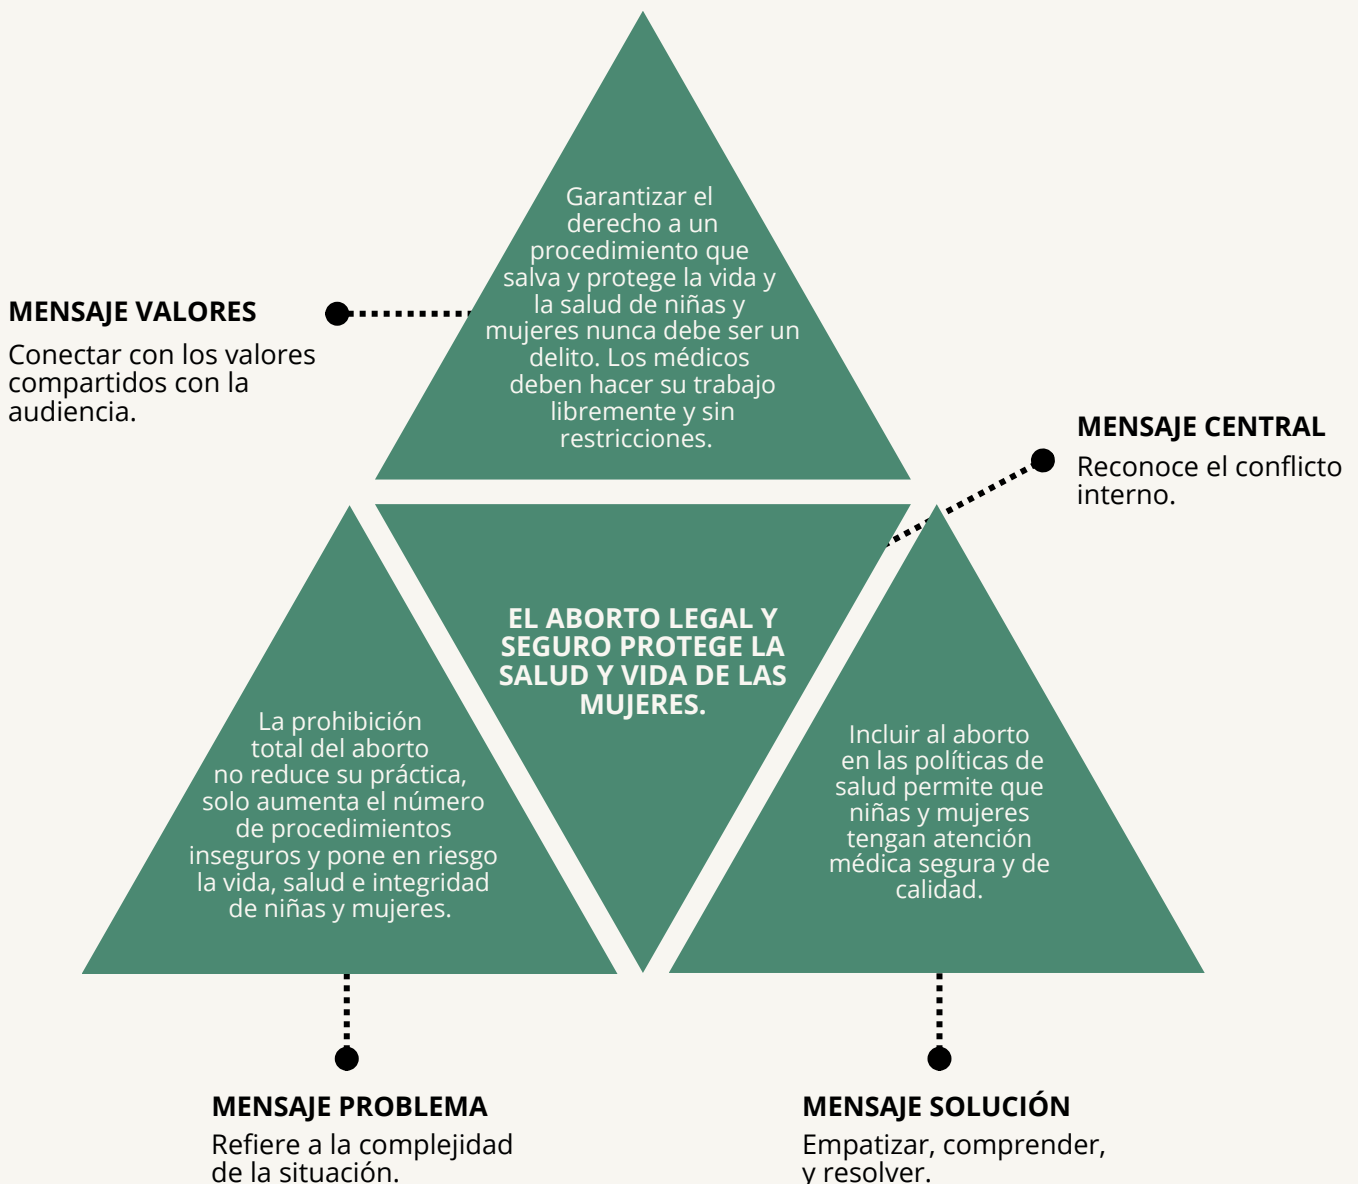 Garantizar el
derecho a un
procedimiento que
salva y protege la vida y
la salud de niñas y
mujeres nunca debe ser un
delito. Los médicos
deben hacer su trabajo
libremente y sin
restricciones.
MENSAJE VALORES
Conectar con los valores
compartidos con la
audiencia.
MENSAJE CENTRAL
Reconoce el conflicto
interno.
EL ABORTO LEGAL Y
SEGURO PROTEGE LA
SALUD Y VIDA DE LAS
MUJERES.
La prohibición
total del aborto
no reduce su práctica,
solo aumenta el número
de procedimientos
inseguros y pone en riesgo
la vida, salud e integridad
de niñas y mujeres.
Incluir al aborto
en las políticas de
salud permite que
niñas y mujeres
tengan atención
médica segura y de
calidad.
MENSAJE PROBLEMA
Refiere a la complejidad
de la situación.
MENSAJE SOLUCIÓN
Empatizar, comprender,
y resolver.